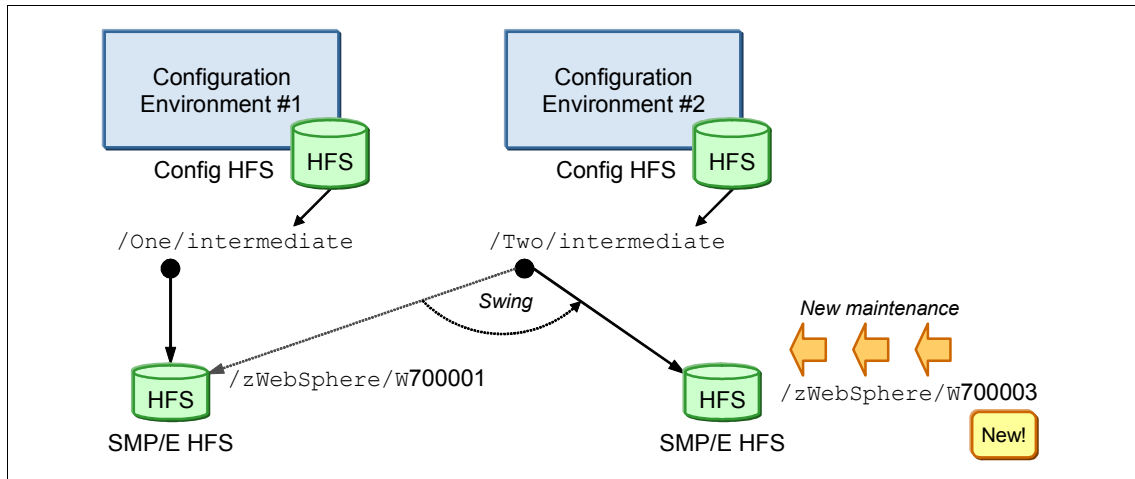 Configuration
Environment #1
HFS
Config HFS
Configuration
Environment #2
HFS
Config HFS
/One/intermediate
/Two/intermediate
Swing
New maintenance
HFS
/zWebSphere/W700001
SMP/E HFS
HFS
/zWebSphere/W700003
SMP/E HFS
New!